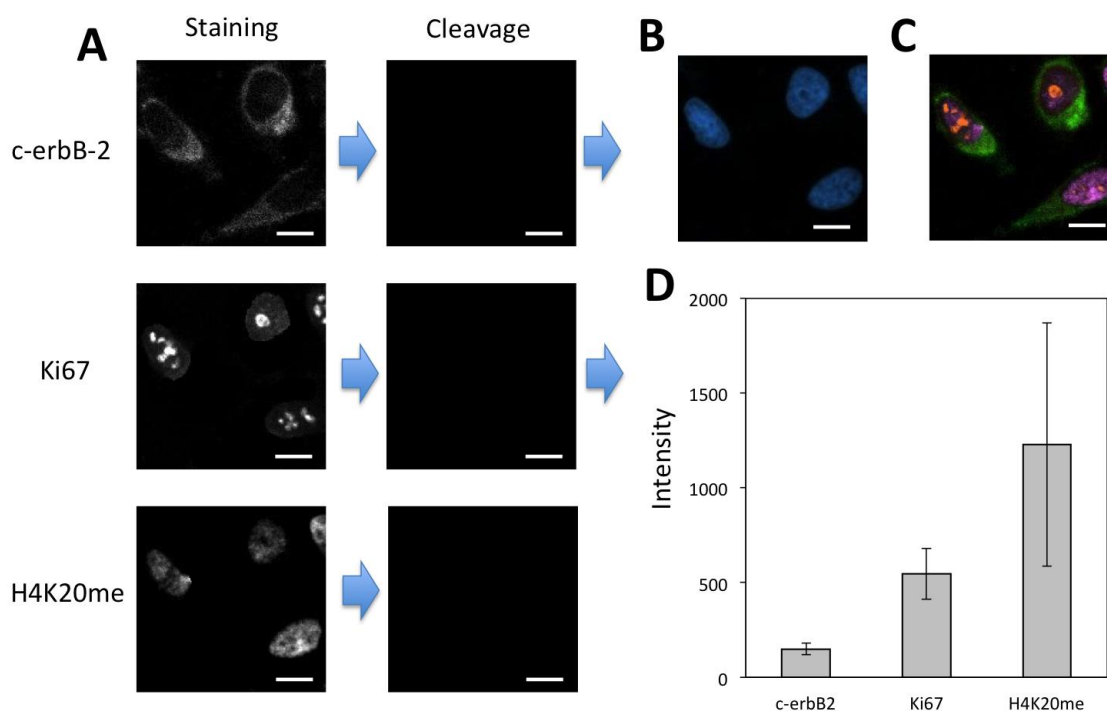 A
Staining
Cleavage
B
C
c-erbB-2
Ki67
H4K20me
D
2000
1500
1000
500
0
Intensity
c-erbB2
Ki67
H4K20me